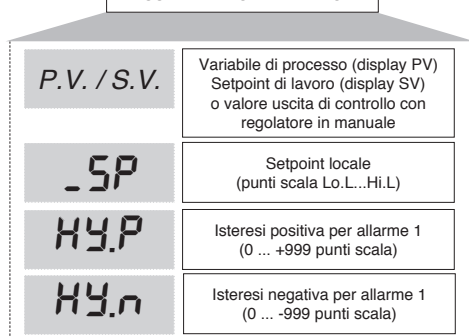 P.V. / S.V.
Variabile di processo (display PV)
Setpoint di lavoro (display SV)
o valore uscita di controllo con
regolatore in manuale
_SP
Setpoint locale
(punti scala Lo.L...Hi.L)
HY.P
Isteresi positiva per allarme 1
(0 ... +999 punti scala)
HY.n
Isteresi negativa per allarme 1
(0 ... -999 punti scala)